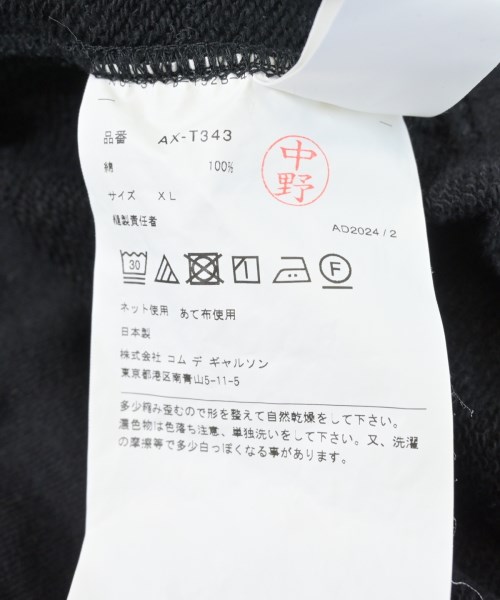 品番 AX-T343
綿 100%
中野
サイズ XL
縫製責任者
AD2024 / 2
30
F
ネット使用 あて布使用
日本製
株式会社 コム デ ギャルソン
東京都港区南青山5-11-5
多少縮み歪むので形を整えて自然乾燥をして下さい。
濃色物は色落ち注意、単独洗いをして下さい。又、洗濯
の摩擦等で多少白っぽくなる事があります。